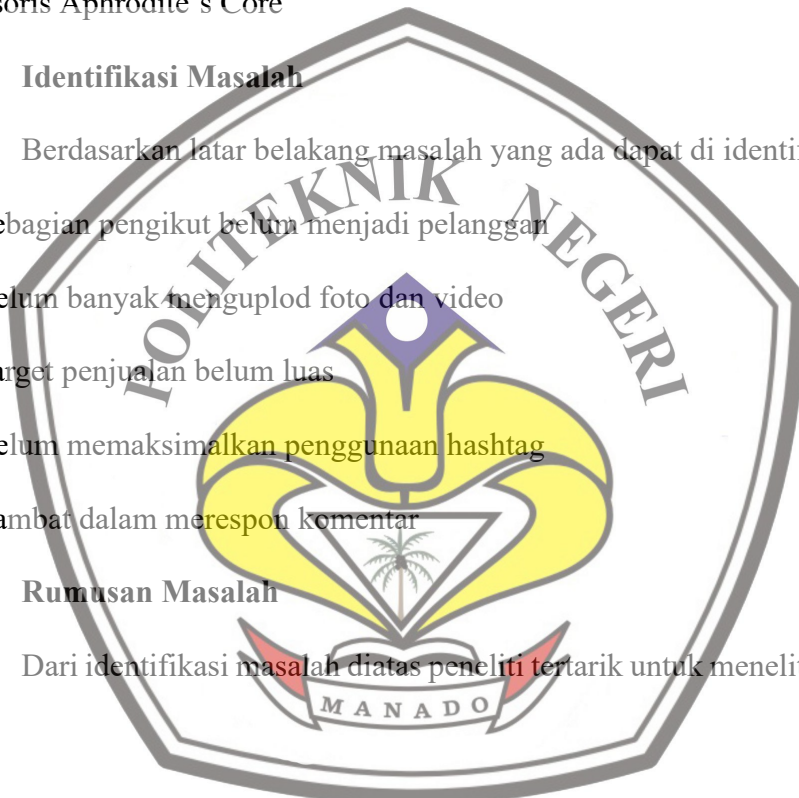 soris Aphrodite's Core
Identifikasi Masalah
Berdasarkan latar belakang masalah yang ada dapat di identifi
ebagian pengikut belum menjadi pelanggan
elum banyak menguplod foto dan video
arget penjualan belum luas
elum memaksimalkan penggunaan hashtag
ambat dalam merespon komentar
Rumusan Masalah
Dari identifikasi masalah diatas peneliti tertarik untuk menelit
POLITEKNIK NEGERI
MANADO